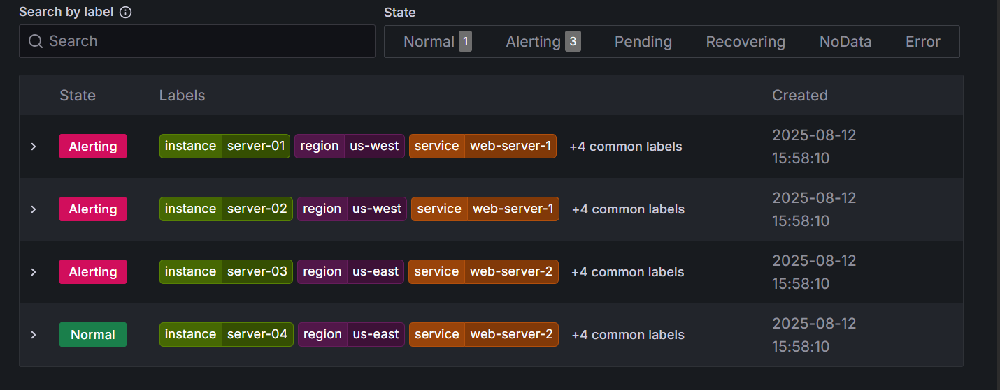 Search by label
State
Search
Normal 1 Alerting 3 Pending Recovering NoData Error
State Labels Created
Alerting instance server-01 region us-west service web-server-1 +4 common labels 2025-08-12
15:58:10
Alerting instance server-02 region us-west service web-server-1 +4 common labels 2025-08-12
15:58:10
Alerting instance server-03 region us-east service web-server-2 +4 common labels 2025-08-12
15:58:10
Normal instance server-04 region us-east service web-server-2 +4 common labels 2025-08-12
15:58:10